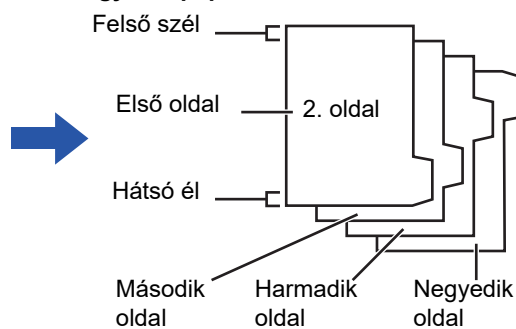 Felső szél
Első oldal
2. oldal
Hátsó él
Második
oldal
Harmadik
oldal
Negyedik
oldal